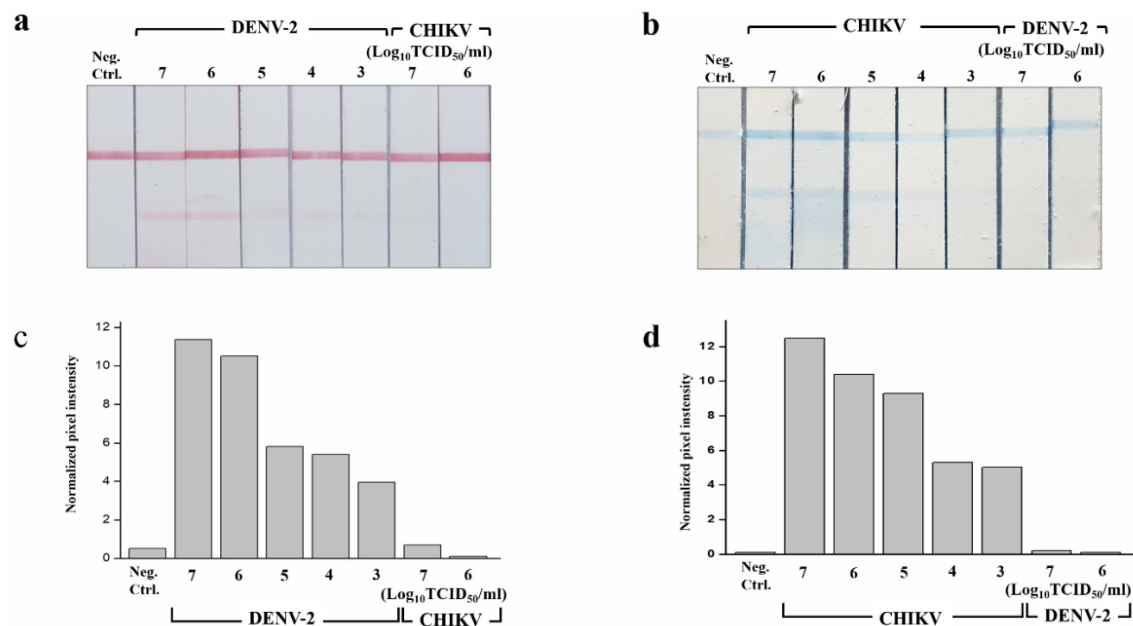 a
DENV-2
CHIKV
Neg.
Ctrl.
(Log₁₀TCID₅₀/ml)
7 6 5 4 3 7 6
b
CHIKV
DENV-2
Neg.
Ctrl.
(Log₁₀TCID₅₀/ml)
7 6 5 4 3 7 6
c
Normalized pixel instensity
12
10
8
6
4
2
0
Neg.
Ctrl.
7 6 5 4 3 7 6
(Log₁₀TCID₅₀/ml)
DENV-2
CHIKV
d
Normalized pixel instensity
12
10
8
6
4
2
0
Neg.
Ctrl.
7 6 5 4 3 7 6
(Log₁₀TCID₅₀/ml)
CHIKV
DENV-2